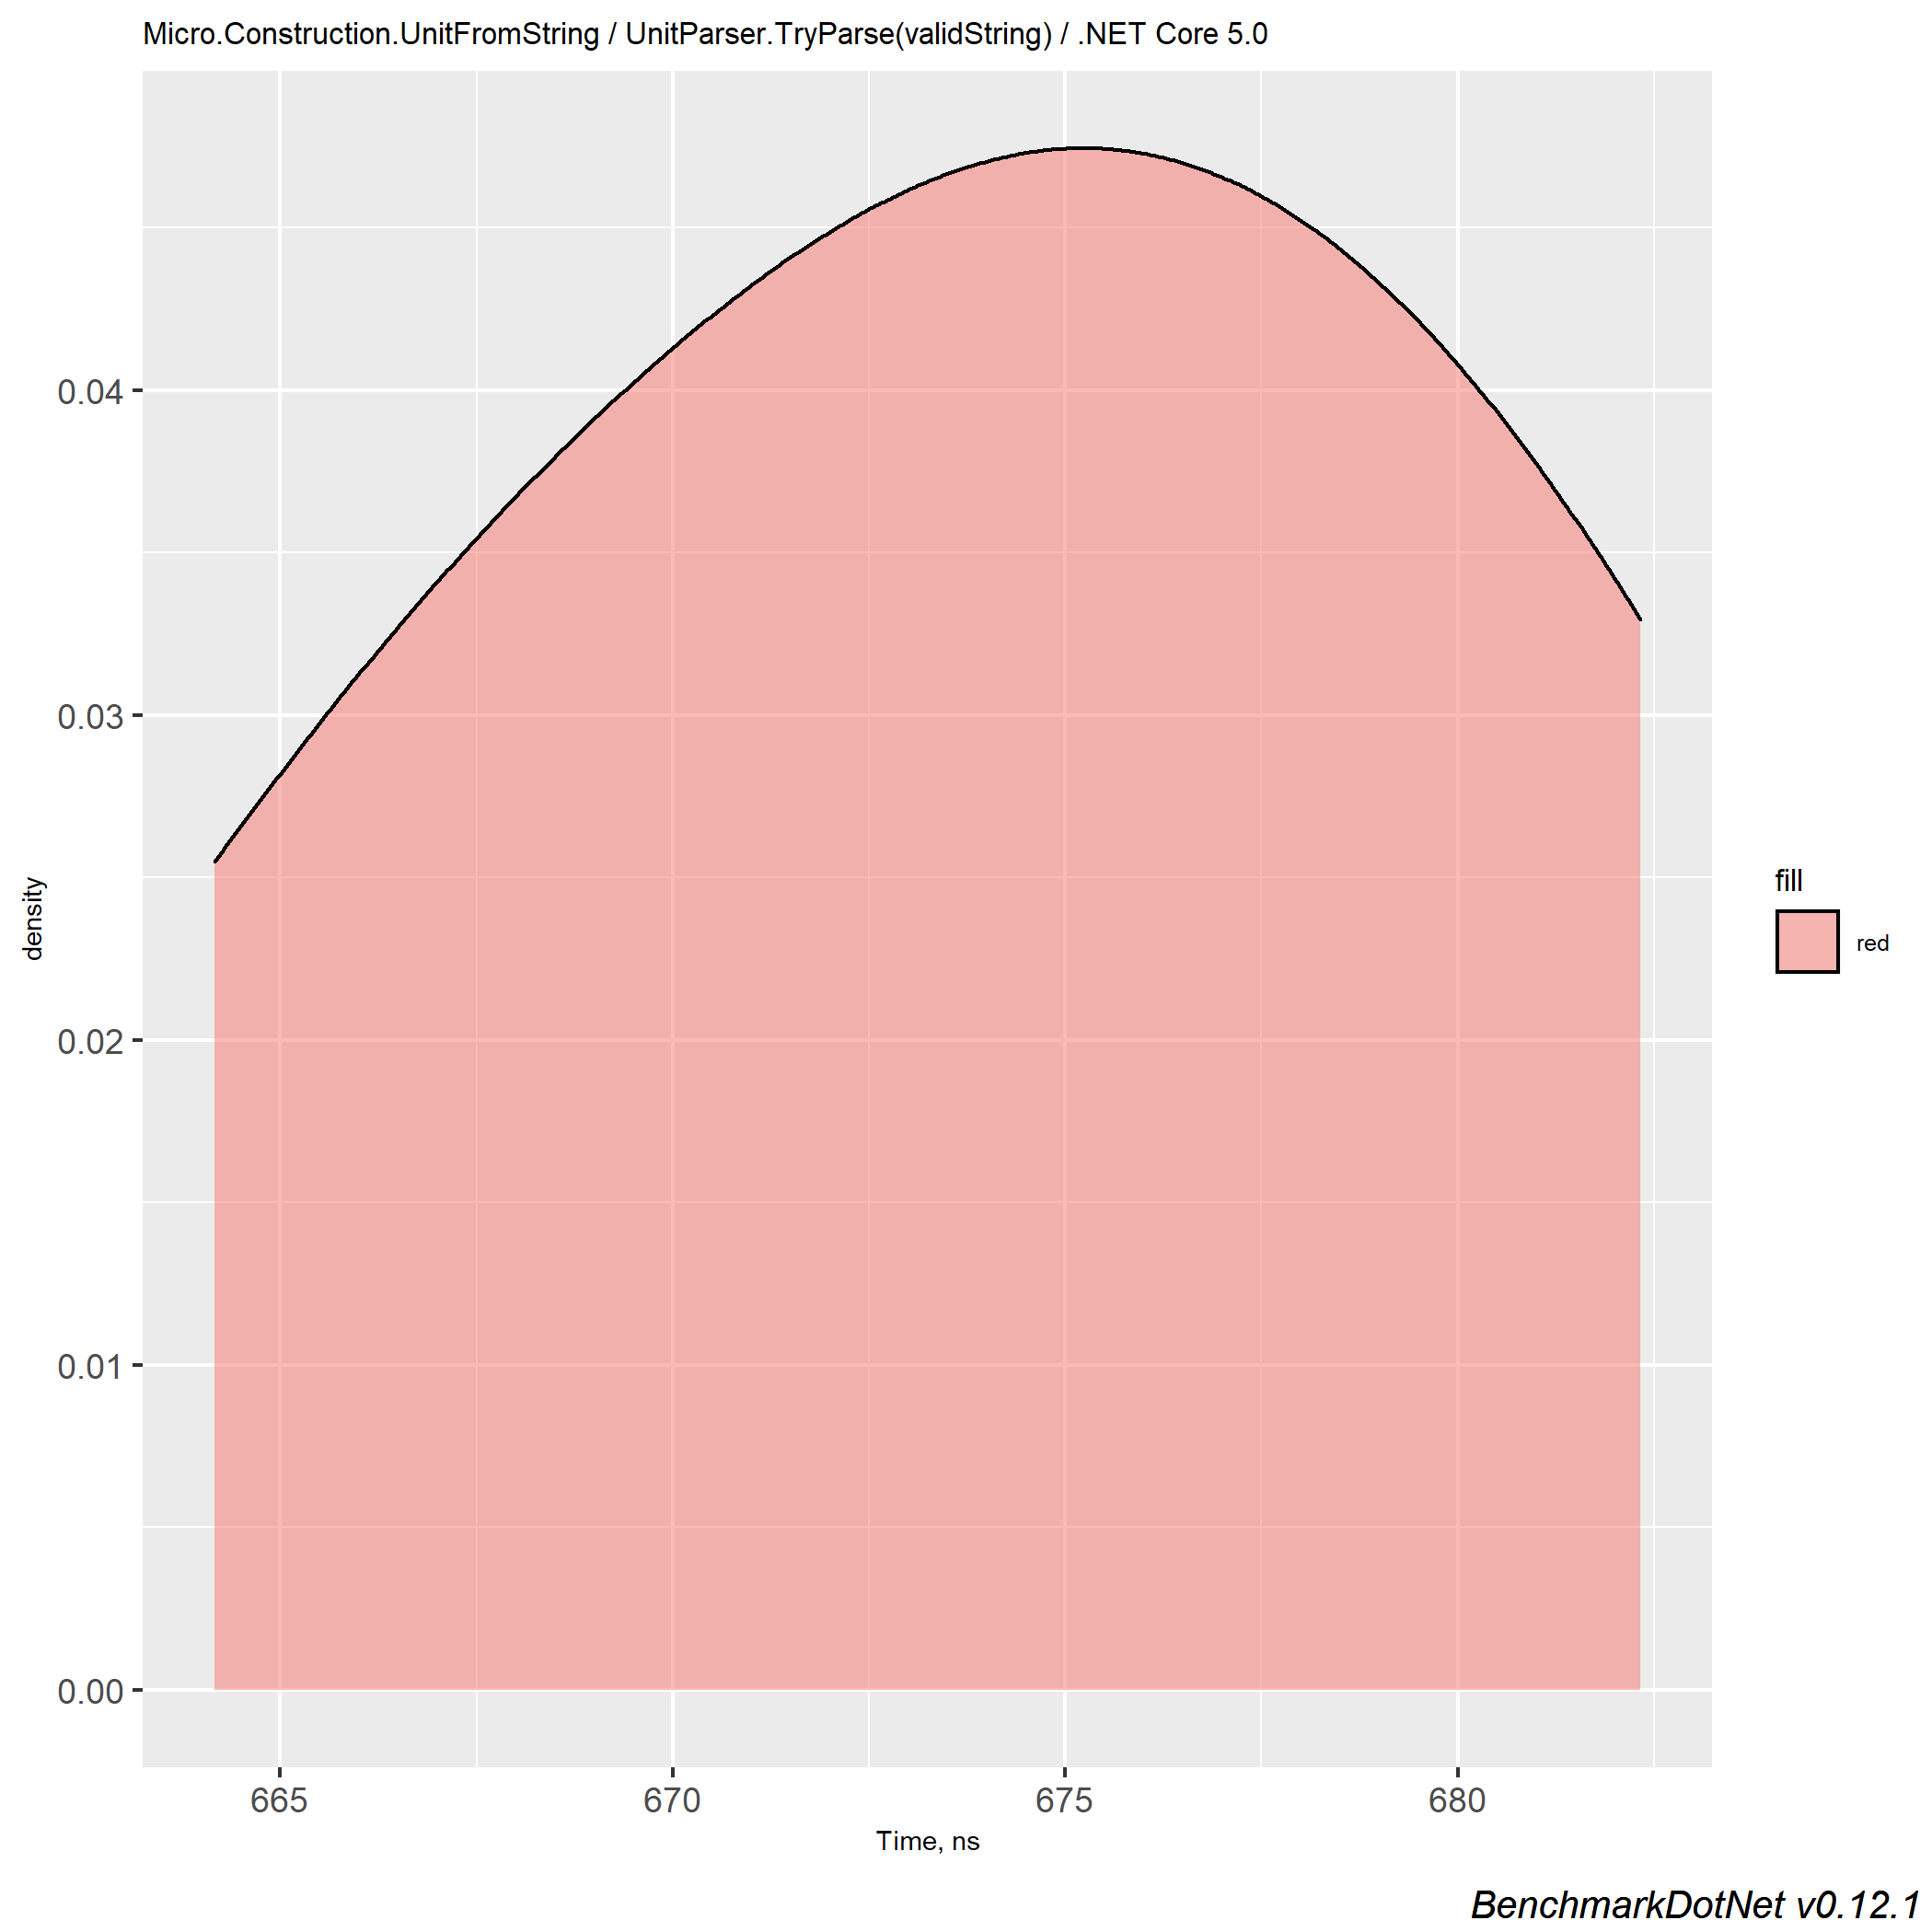 Micro.Construction.UnitFromString / UnitParser.TryParse(validString) / .NET Core 5.0
0.04
0.03
0.02
0.01
0.00
density
665 670 675 680
Time, ns
fill
red
BenchmarkDotNet v0.12.1